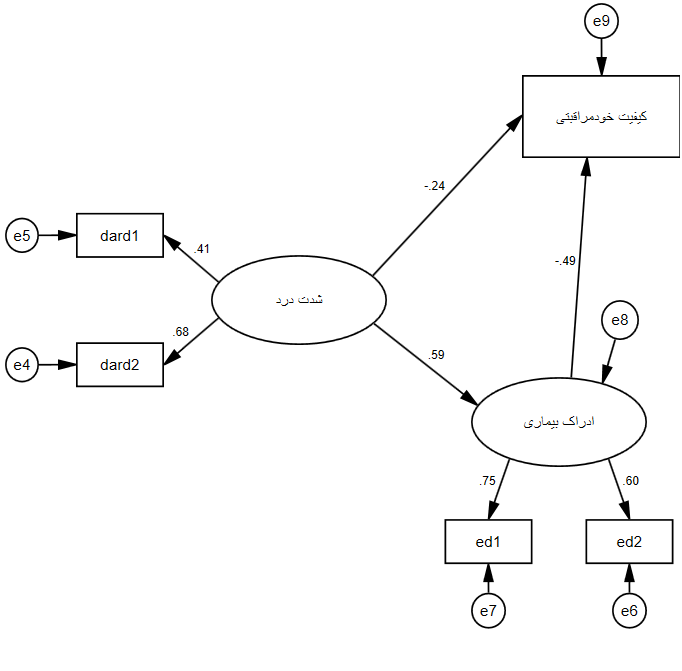 e9
کیفیت خودمراقبتی
-.24
e5
dard1
.41
-.49
شدت درد
e8
.68
e4
dard2
.59
ادراک بیماری
.75
.60
ed1
ed2
e7
e6